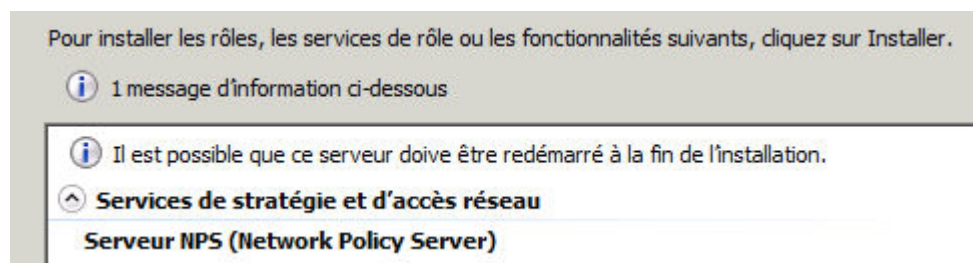 Pour installer les rôles, les services de rôle ou les fonctionnalités suivants, cliquez sur Installer.
1 message d'information ci-dessous
Il est possible que ce serveur doive être redémarré à la fin de l'installation.
Services de stratégie et d'accès réseau
Serveur NPS (Network Policy Server)